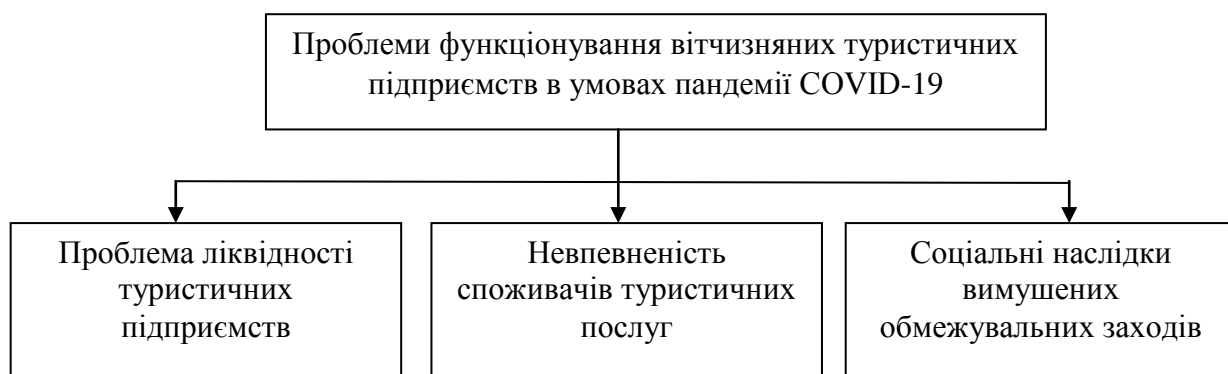 Проблеми функціонування вітчизняних туристичних
підприємств в умовах пандемії COVID-19
Проблема ліквідності
туристичних
підприємств
Невпевненість
споживачів туристичних
послуг
Соціальні наслідки
вимушених
обмежувальних заходів